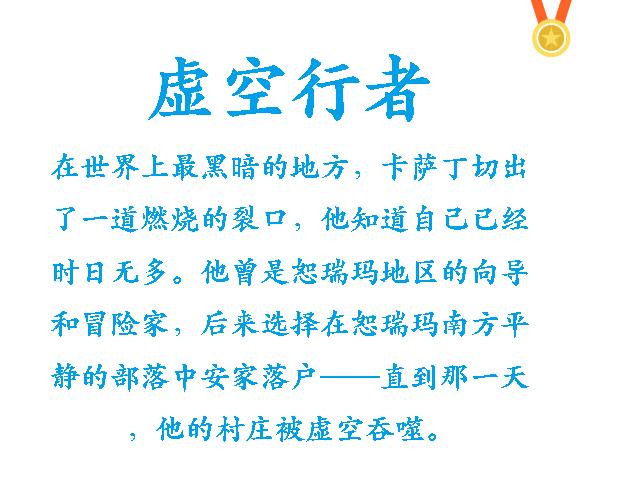 虚空行者
在世界上最黑暗的地方，卡萨丁切出
了一道燃烧的裂口，他知道自己已经
时日无多。他曾是恕瑞玛地区的向导
和冒险家，后来选择在恕瑞玛南方平
静的部落中安家落户——直到那一天
，他的村庄被虚空吞噬。